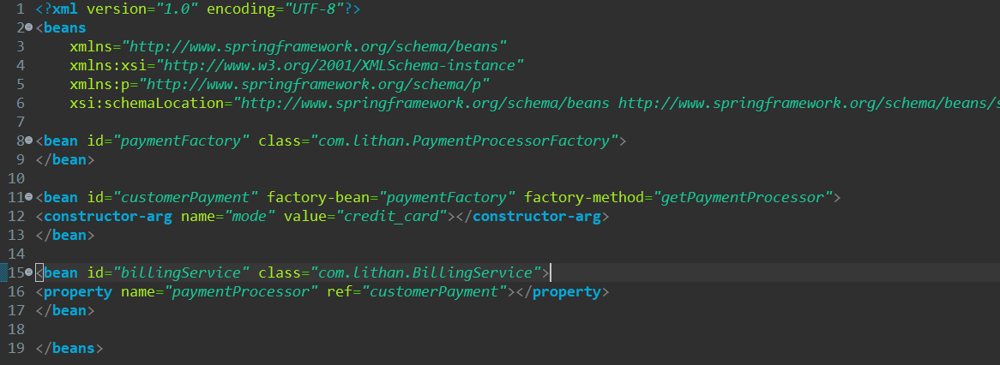 1 <?xml version="1.0" encoding="UTF-8"?>
2 <beans
3 xmlns="http://www.springframework.org/schema/beans"
4 xmlns:xsi="http://www.w3.org/2001/XMLSchema-instance"
5 xmlns:p="http://www.springframework.org/schema/p"
6 xsi:schemaLocation="http://www.springframework.org/schema/beans http://www.springframework.org/schema/beans/s
7
8 <bean id="paymentFactory" class="com.lithan.PaymentProcessorFactory">
9 </bean>
10
11 <bean id="customerPayment" factory-bean="paymentFactory" factory-method="getPaymentProcessor">
12 <constructor-arg name="mode" value="credit_card"></constructor-arg>
13 </bean>
14
15 <bean id="billingService" class="com.lithan.BillingService">
16 <property name="paymentProcessor" ref="customerPayment"></property>
17 </bean>
18
19 </beans>